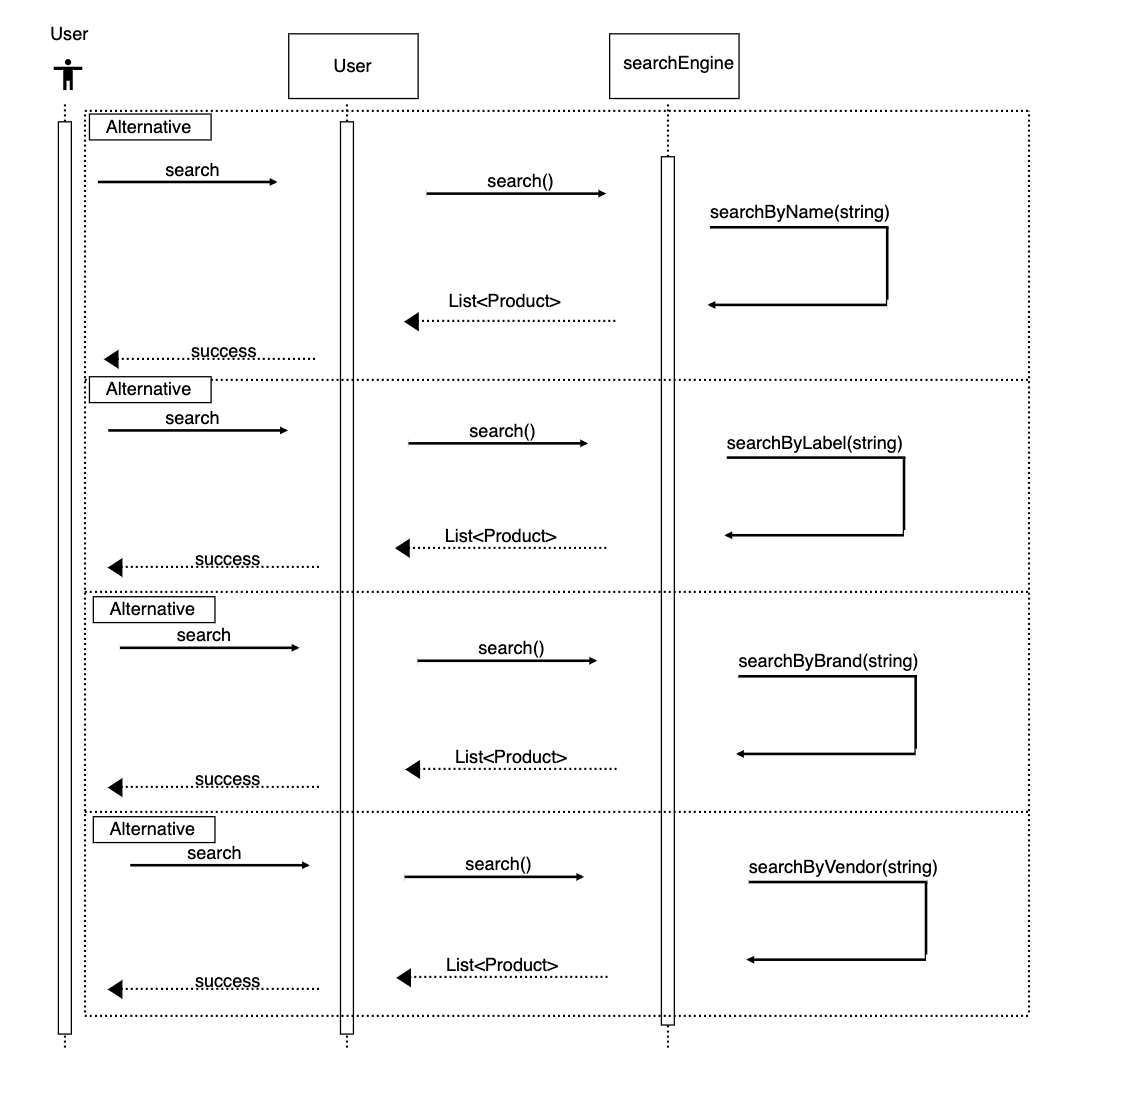 User
User
searchEngine
Alternative
search
search()
searchByName(string)
List<Product>
success
Alternative
search
search()
searchByLabel(string)
List<Product>
success
Alternative
search
search()
searchByBrand(string)
List<Product>
success
Alternative
search
search()
searchByVendor(string)
List<Product>
success